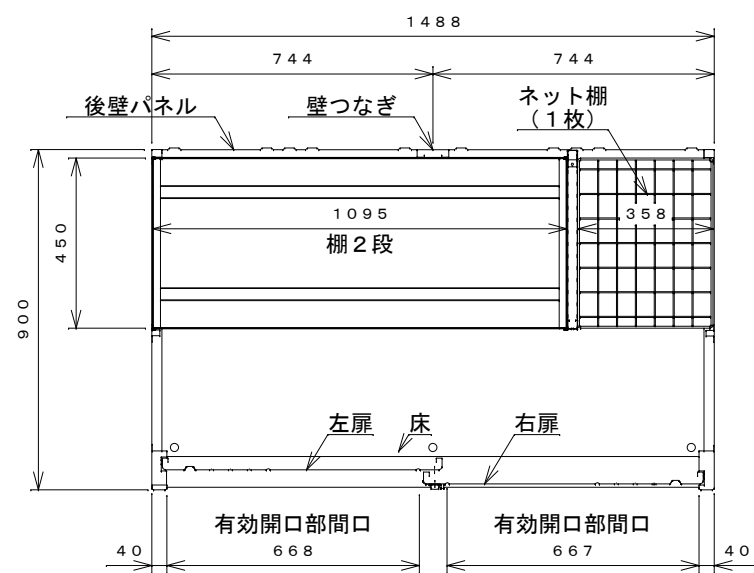 1488
744 744
後壁パネル 壁つなぎ ネット棚
(1枚)
1095 358
棚2段
450
900
左扉 床 右扉
有効開口部間口 有効開口部間口
40 668 667 40